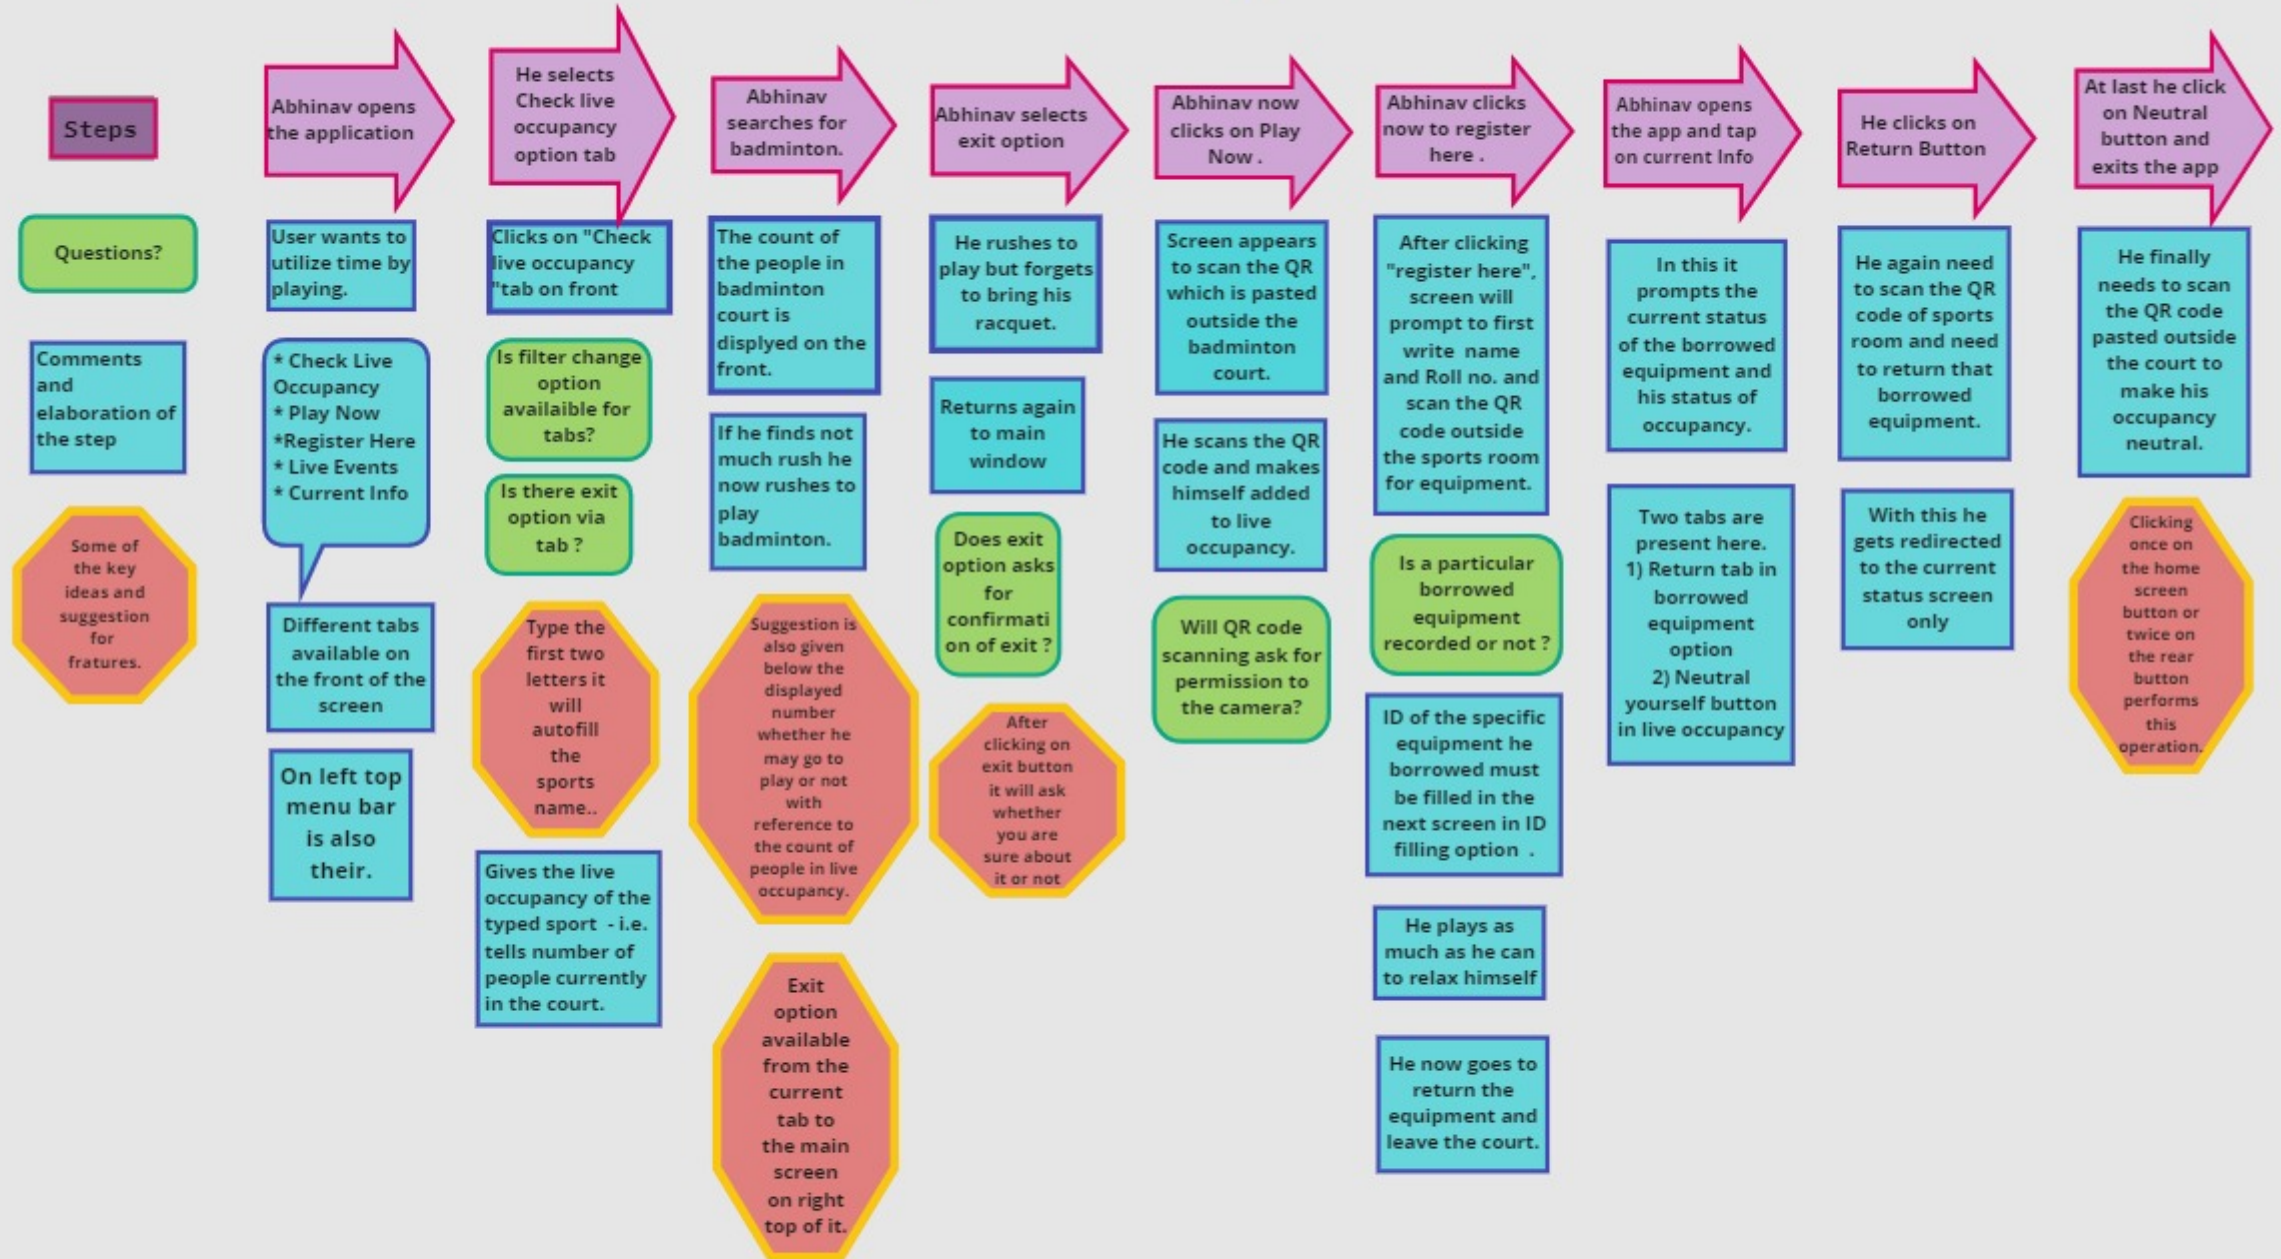 Steps
Questions?
Comments
and
elaboration of
the step
Some of
the key
ideas and
suggestion
for
fratures.
Abhinav opens
the application
User wants to
utilize time by
playing.
* Check Live
Occupancy
* Play Now
*Register Here
* Live Events
* Current Info
Different tabs
available on
the front of the
screen
On left top
menu bar
is also
their.
He selects
Check live
occupancy
option tab
Clicks on "Check
live occupancy
"tab on front
Is filter change
option
availaible for
tabs?
Is there exit
option via
tab ?
Type the
first two
letters it
will
autofill
the
sports
name..
Gives the live
occupancy of the
typed sport - i.e.
tells number of
people currently
in the court.
Abhinav
searches for
badminton.
The count of
the people in
badminton
court is
displyed on the
front.
If he finds not
much rush he
now rushes to
play
badminton.
Suggestion is
also given
below the
displayed
number
whether he
may go to
play or not
with
reference to
the count of
people in live
occupancy.
Exit
option
available
from the
current
tab to
the main
screen
on right
top of it.
Abhinav selects
exit option
He rushes to
play but forgets
to bring his
racquet.
Returns again
to main
window
Does exit
option asks
for
confirmati
on of exit ?
After
clicking on
exit button
it will ask
whether
you are
sure about
it or not
Abhinav now
clicks on Play
Now .
Screen appears
to scan the QR
which is pasted
outside the
badminton
court.
He scans the QR
code and makes
himself added
to live
occupancy.
Will QR code
scanning ask for
permission to
the camera?
Abhinav clicks
now to register
here .
After clicking
"register here",
screen will
prompt to first
write name
and Roll no. and
scan the QR
code outside
the sports room
for equipment.
Is a particular
borrowed
equipment
recorded or not ?
ID of the specific
equipment he
borrowed must
be filled in the
next screen in ID
filling option .
He plays as
much as he can
to relax himself
He now goes to
return the
equipment and
leave the court.
Abhinav opens
the app and tap
on current Info
In this it
prompts the
current status
of the borrowed
equipment and
his status of
occupancy.
Two tabs are
present here.
1) Return tab in
borrowed
equipment
option
2) Neutral
yourself button
in live occupancy
He clicks on
Return Button
He again need
to scan the QR
code of sports
room and need
to return that
borrowed
equipment.
With this he
gets redirected
to the current
status screen
only
At last he click
on Neutral
button and
exits the app
He finally
needs to scan
the QR code
pasted outside
the court to
make his
occupancy
neutral.
Clicking
once on
the home
screen
button or
twice on
the rear
button
performs
this
operation.